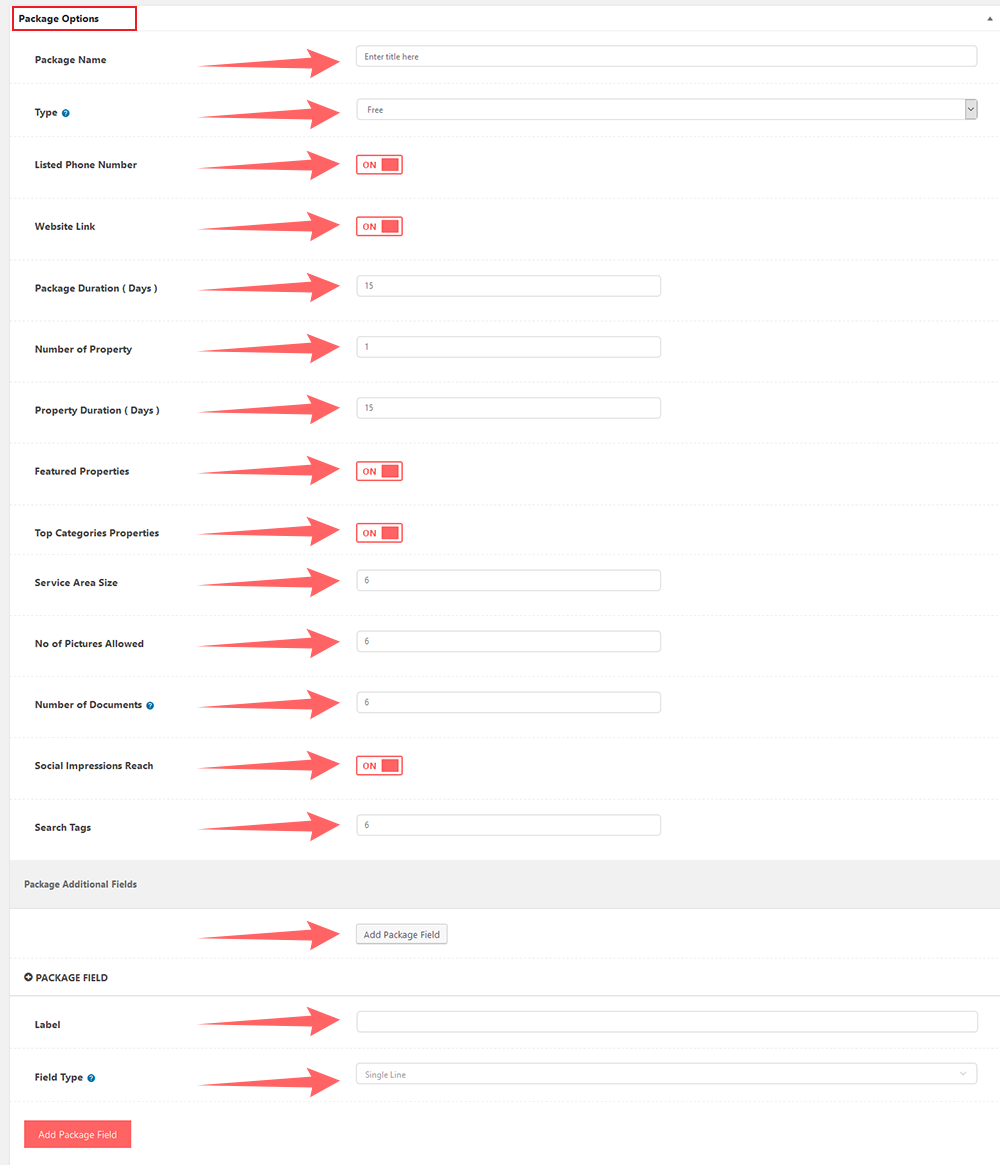 Package Options
Package Name
Enter title here
Type
Free
Listed Phone Number
ON
Website Link
ON
Package Duration ( Days )
15
Number of Property
1
Property Duration ( Days )
15
Featured Properties
ON
Top Categories Properties
ON
Service Area Size
6
No of Pictures Allowed
6
Number of Documents
6
Social Impressions Reach
ON
Search Tags
6
Package Additional Fields
Add Package Field
PACKAGE FIELD
Label
Field Type
Single Line
Add Package Field